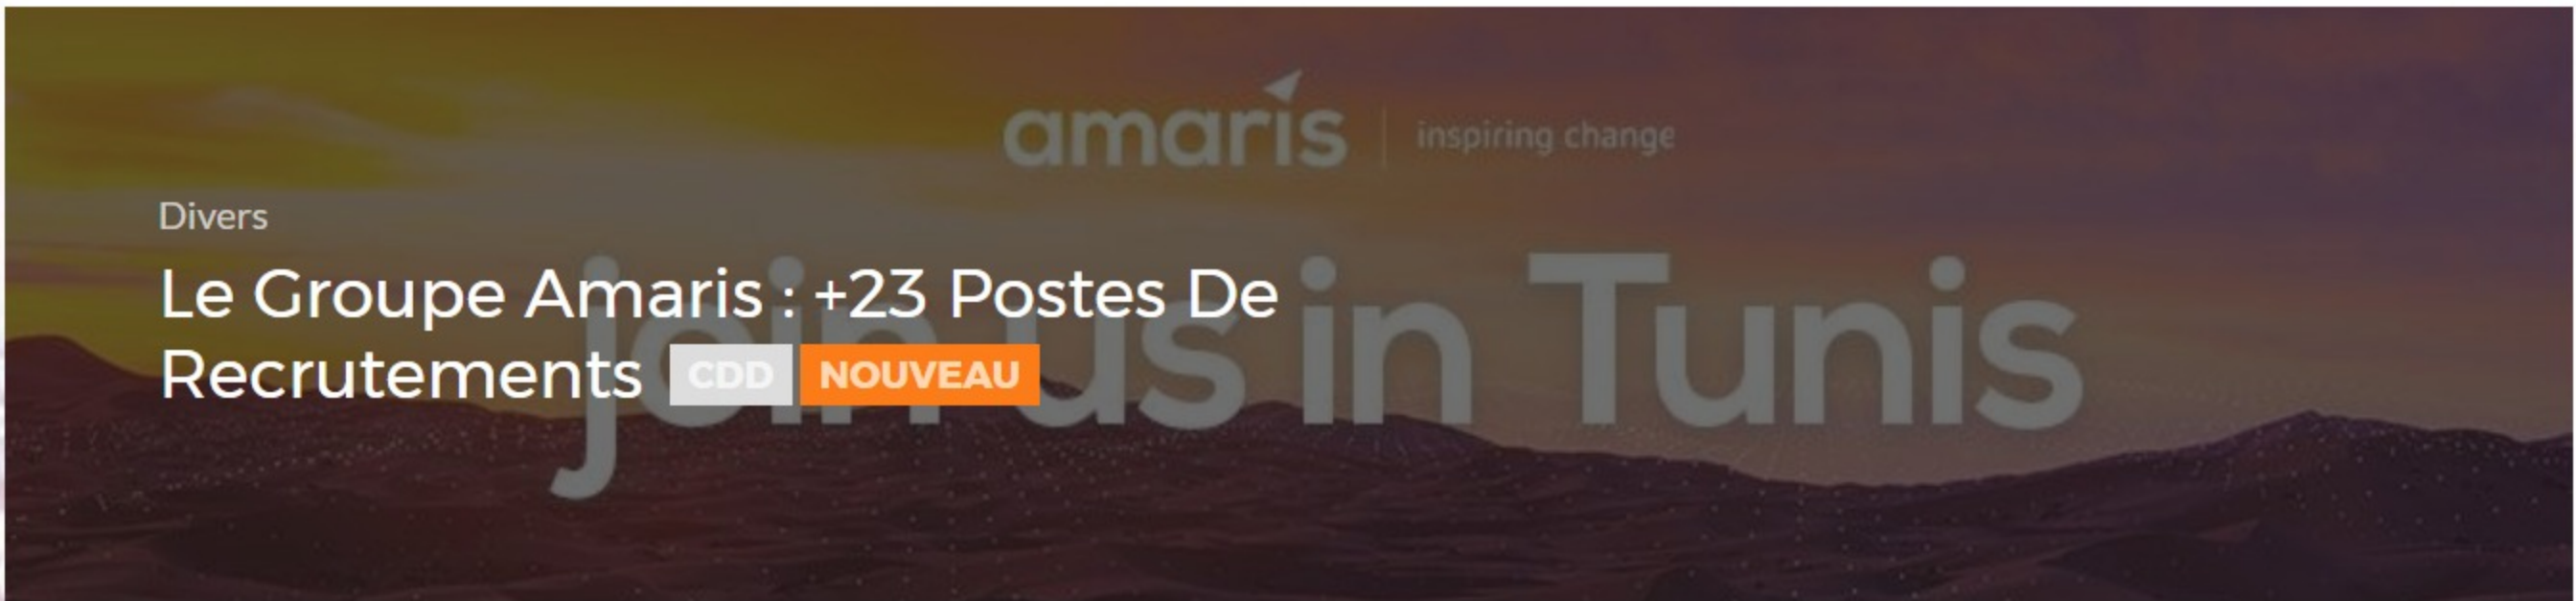 amaris | inspiring change
Divers
join us in Tunis
Le Groupe Amaris : +23 Postes De
Recrutements CDD NOUVEAU